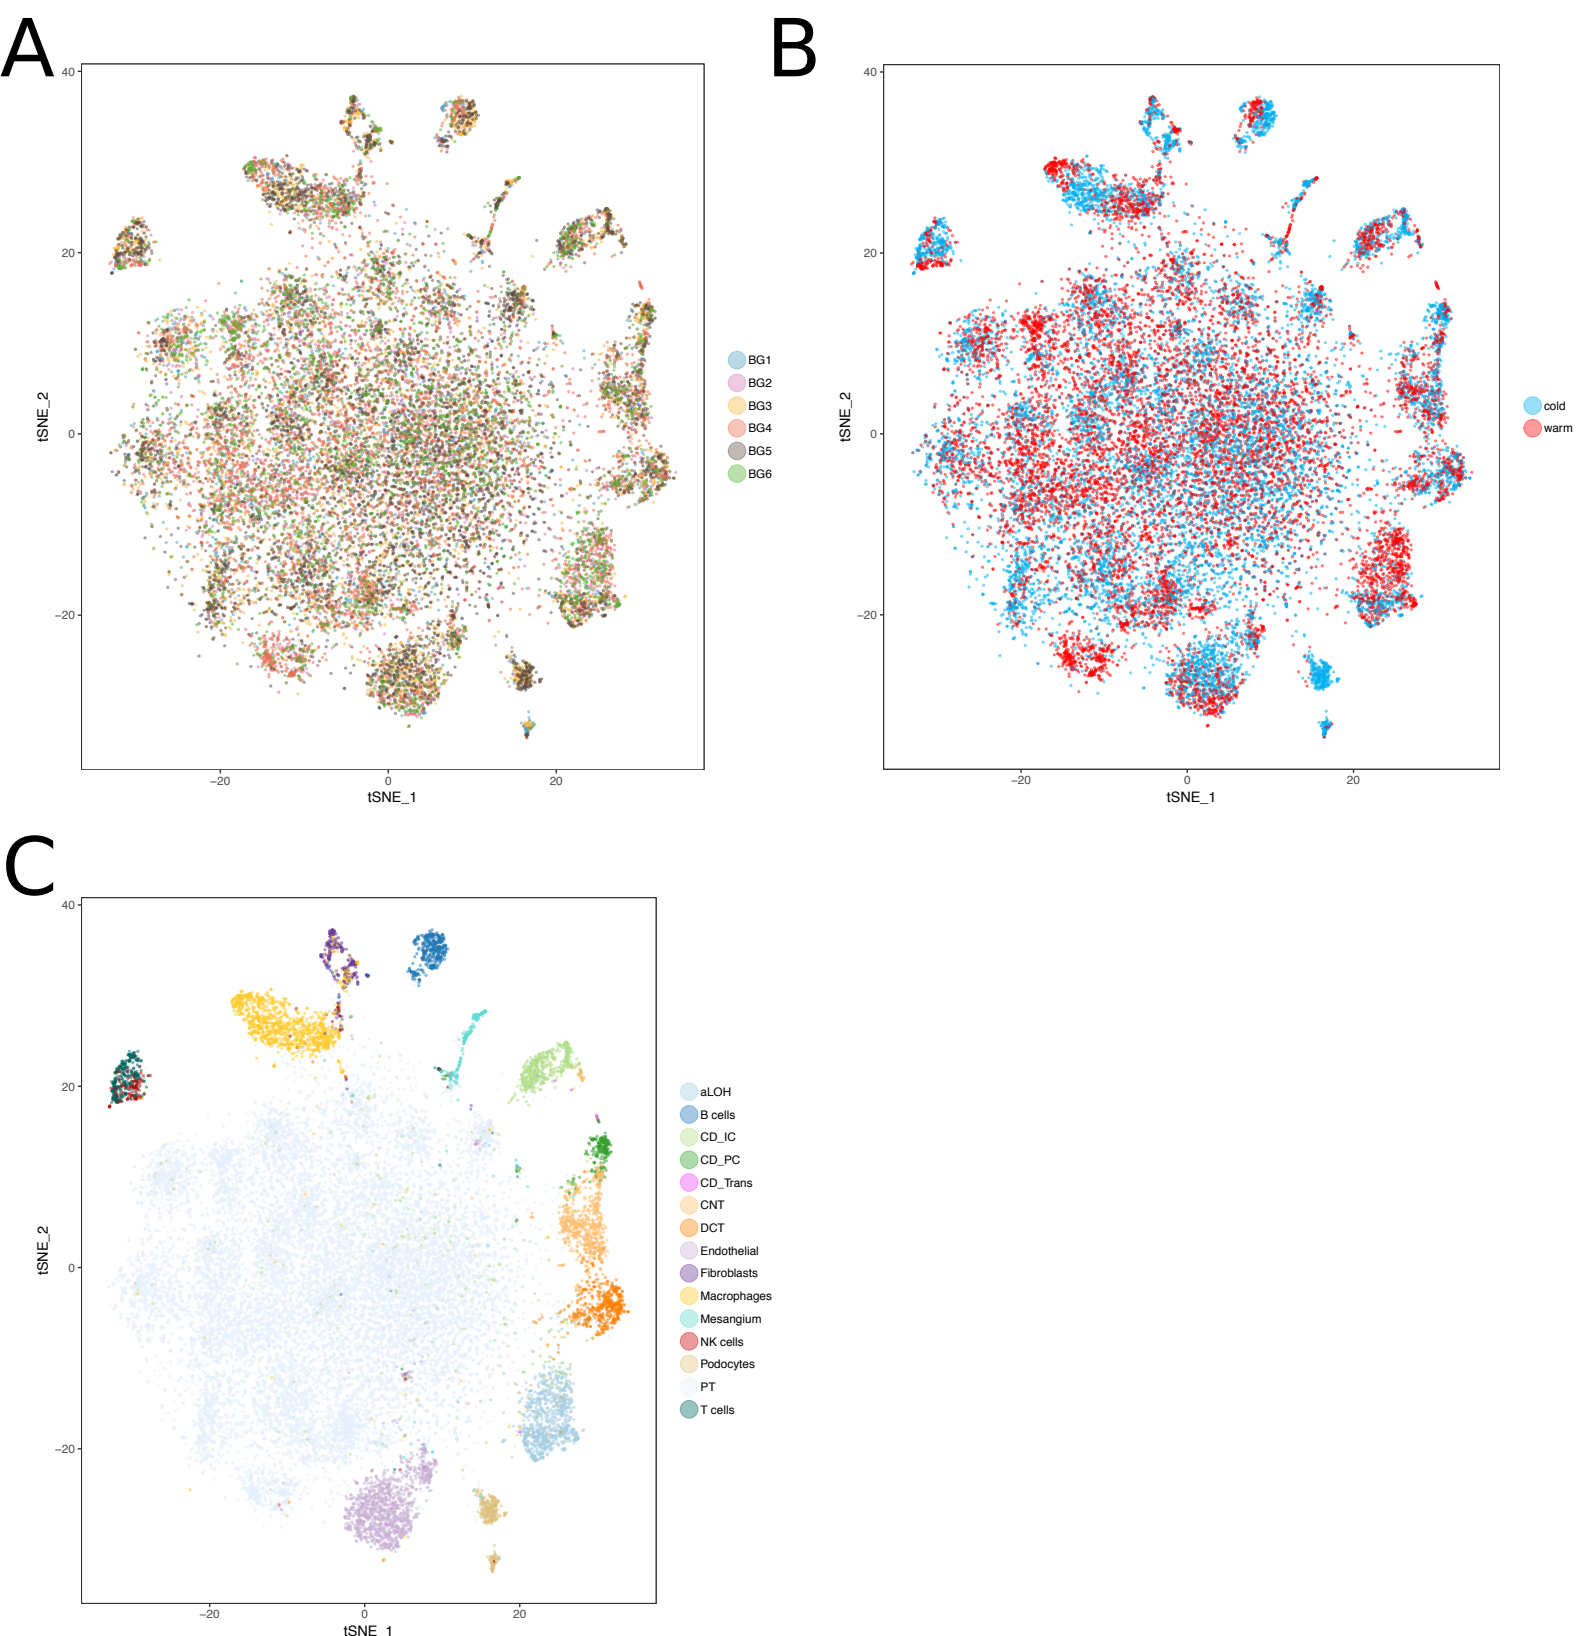 A
B
40
20
0
−20
tSNE_2
−20
0
20
tSNE_1
BG1
BG2
BG3
BG4
BG5
BG6
40
20
0
−20
tSNE_2
−20
0
20
tSNE_1
cold
warm
C
40
20
0
−20
tSNE_2
−20
0
20
tSNE_1
aLOH
B cells
CD_IC
CD_PC
CD_Trans
CNT
DCT
Endothelial
Fibroblasts
Macrophages
Mesangium
NK cells
Podocytes
PT
T cells